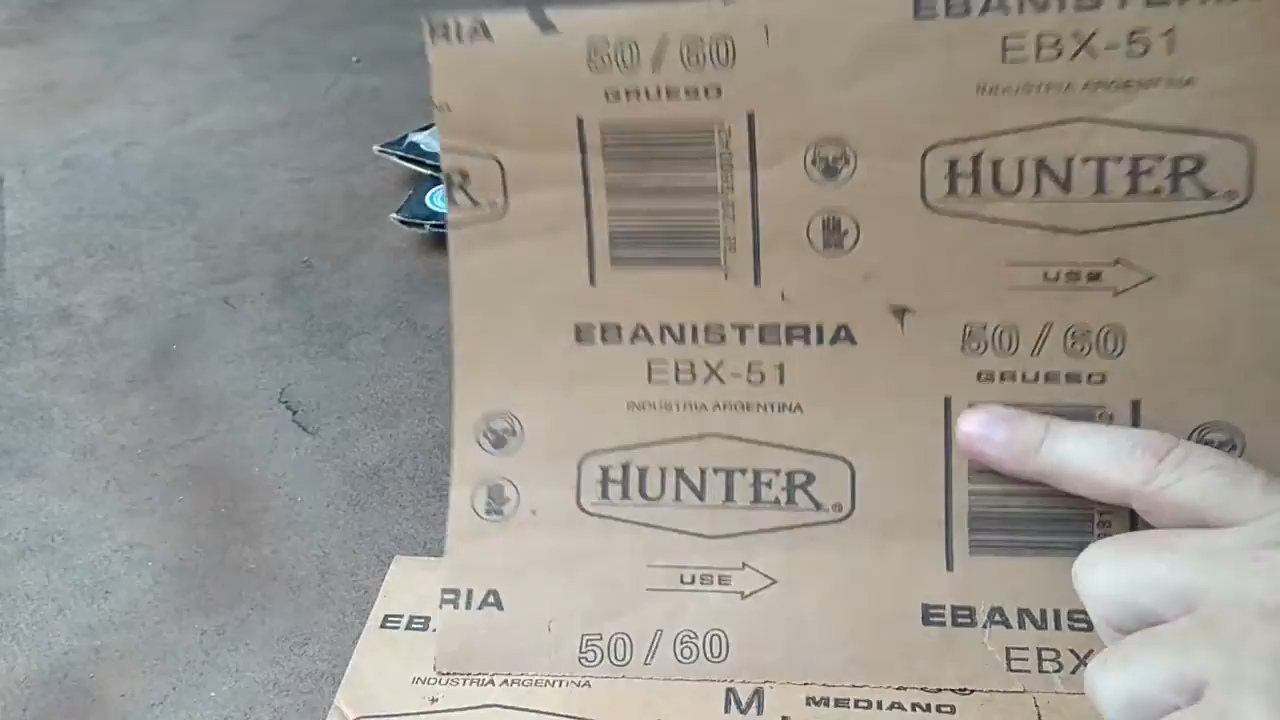 RIA
50 / 60
GRUESO
EBANISTERIA
EBX-51
INDUSTRIA ARGENTINA
R.
HUNTER®
USE
EBANISTERIA
EBX-51
INDUSTRIA ARGENTINA
HUNTER®
USE
50 / 60
GRUESO
RIA
50 / 60
EBANIS
EBX
EB
INDUSTRIA ARGENTINA
M MEDIANO